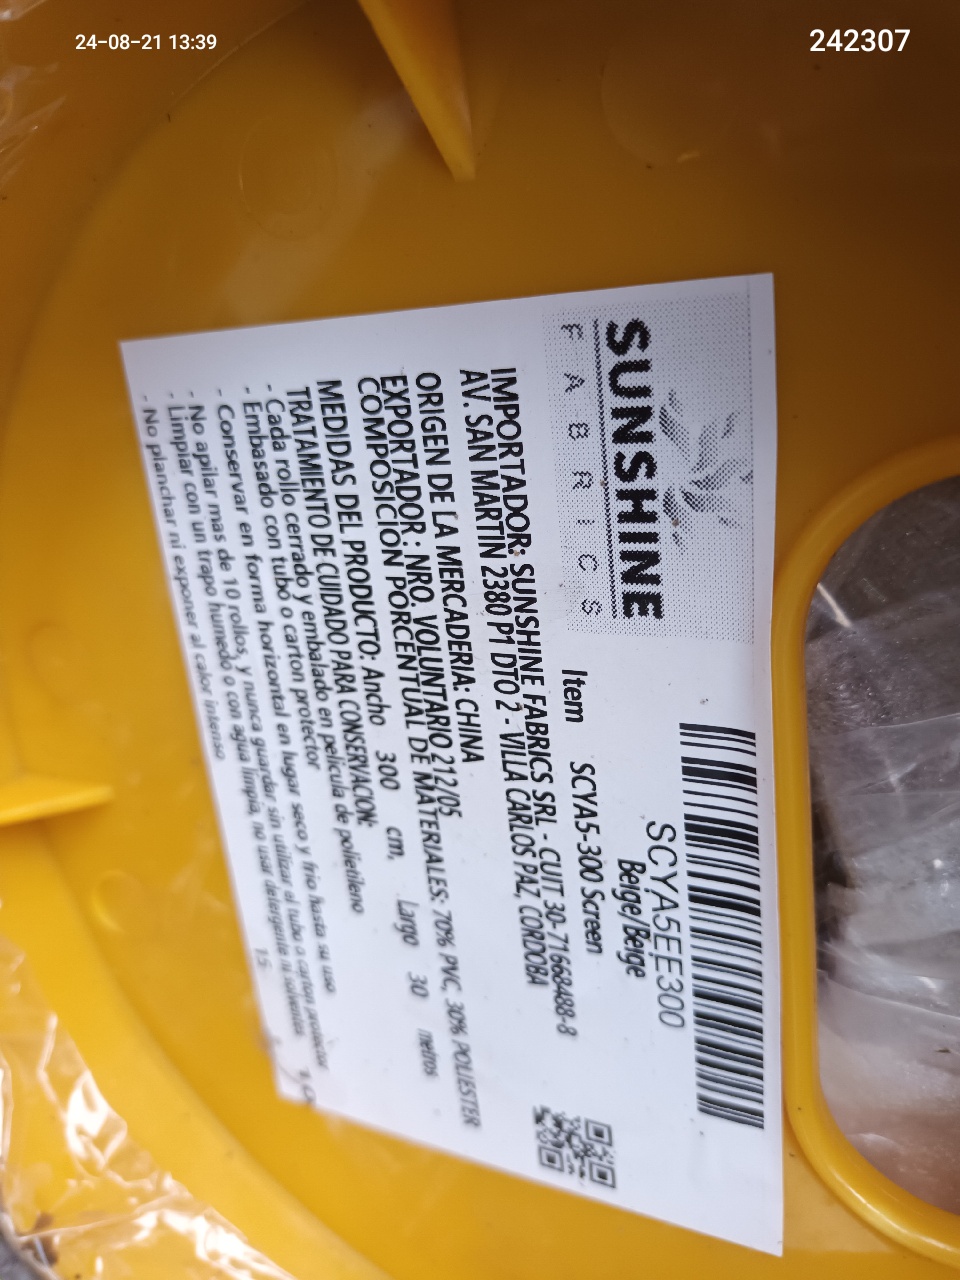 24-08-21 13:39
242307
SUNSHINE
FABRICS
SCYA5EE300
Beige/Beige
Item SCYA5-300 Screen
IMPORTADOR: SUNSHINE FABRICS SRL - CUIT 30-71668488-8
AV. SAN MARTIN 2380 P1 DTO 2 - VILLA CARLOS PAZ, CORDOBA
ORIGEN DE LA MERCADERIA: CHINA
EXPORTADOR : NRO. VOLUNTARIO 212/05
COMPOSICION PORCENTUAL DE MATERIALES: 70% PVC, 30% POLIESTER
MEDIDAS DEL PRODUCTO: Ancho 300 cm, Largo 30 metros
TRATAMIENTO DE CUIDADO PARA CONSERVACION:
- Cada rollo cerrado y embalado en pelicula de polietileno
- Embasado con tubo o carton protector
- Conservar en forma horizontal en lugar seco y frio hasta su uso
- No apilar mas de 10 rollos, y nunca guardar sin utilizar el tubo o carton protector
- Limpiar con un trapo humedo o con agua limpia, no usar detergente ni solventes
- No planchar ni exponer al calor intenso
15